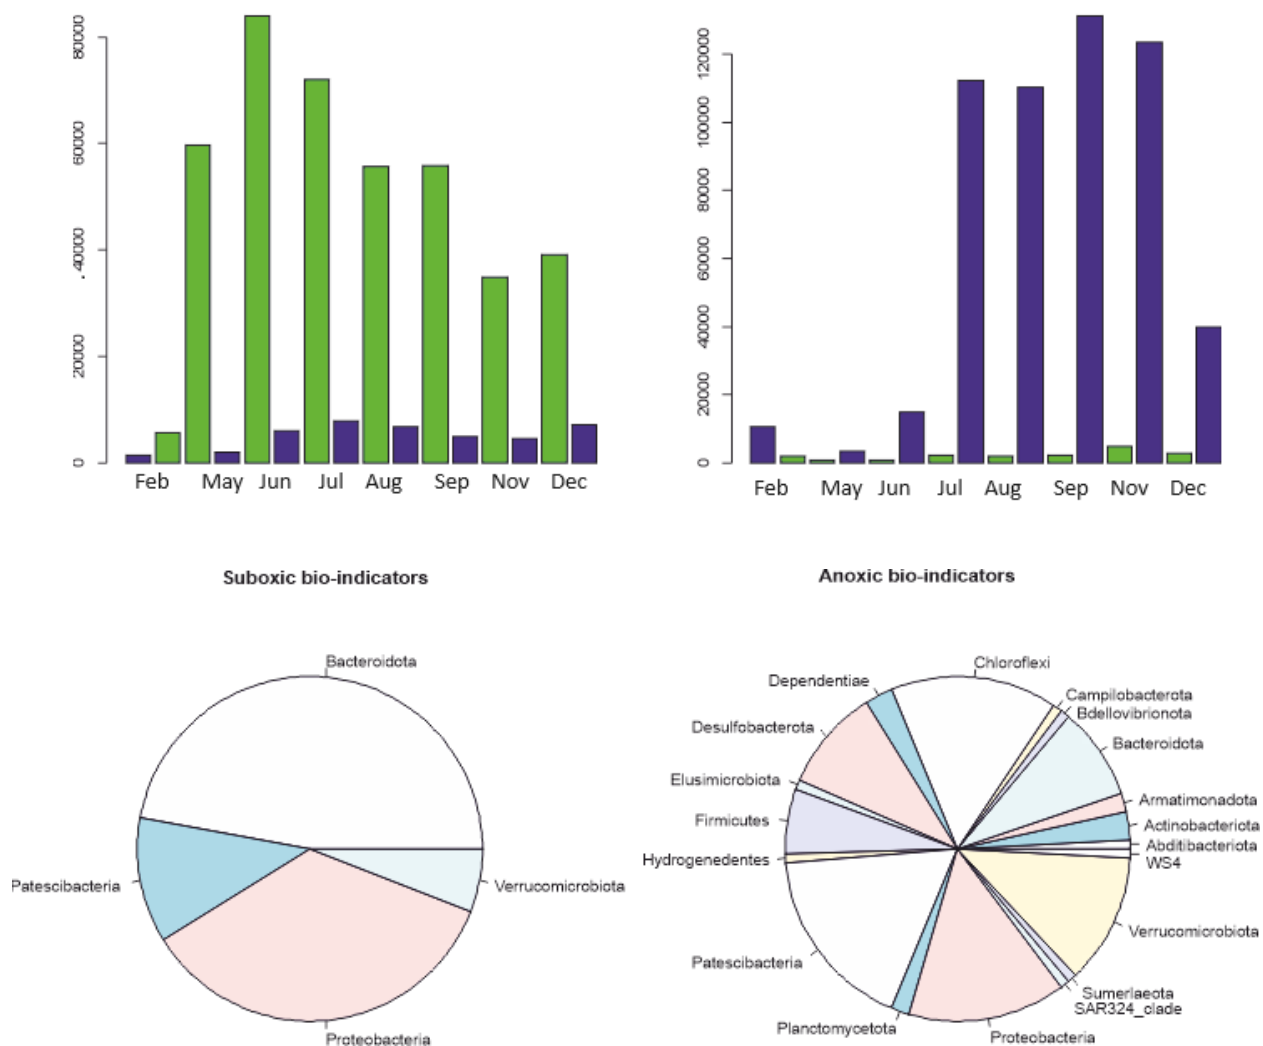 80000
60000
40000
20000
0
Feb May Jun Jul Aug Sep Nov Dec
120000
100000
80000
60000
40000
20000
0
Feb May Jun Jul Aug Sep Nov Dec
Suboxic bio-indicators
Bacteroidota
Patescibacteria
Verrucomicrobiota
Proteobacteria
Anoxic bio-indicators
Chloroflexi
Dependentiae
Campilobacterota
Bdellovibrionota
Desulfobacterota
Bacteroidota
Elusimicrobiota
Armatimonadota
Firmicutes
Actinobacteriota
Abditibacteriota
Hydrogenedentes
WS4
Verrucomicrobiota
Patescibacteria
Sumerlaeota
SAR324_clade
Planctomycetota
Proteobacteria